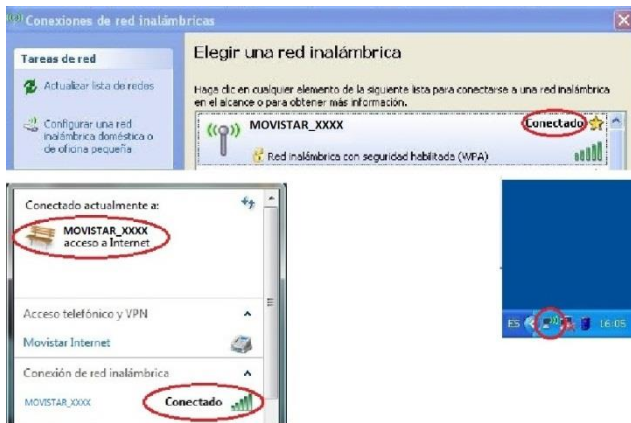 Conexiones de red inalámbricas
Tareas de red
Actualizar lista de redes
Configurar una red
inalámbrica doméstica o
de oficina pequeña
Elegir una red inalámbrica
Haga clic en cualquier elemento de la siguiente lista para conectarse a una red inalámbrica
en el alcance o para obtener más información.
MOVISTAR_XXXX
Conectado
Red inalámbrica con seguridad habilitada (WPA)
Conectado actualmente a:
MOVISTAR_XXXX
acceso a Internet
Acceso telefónico y VPN
Movistar Internet
Conexión de red inalámbrica
MOVISTAR_XXXX
Conectado
ES
16:05